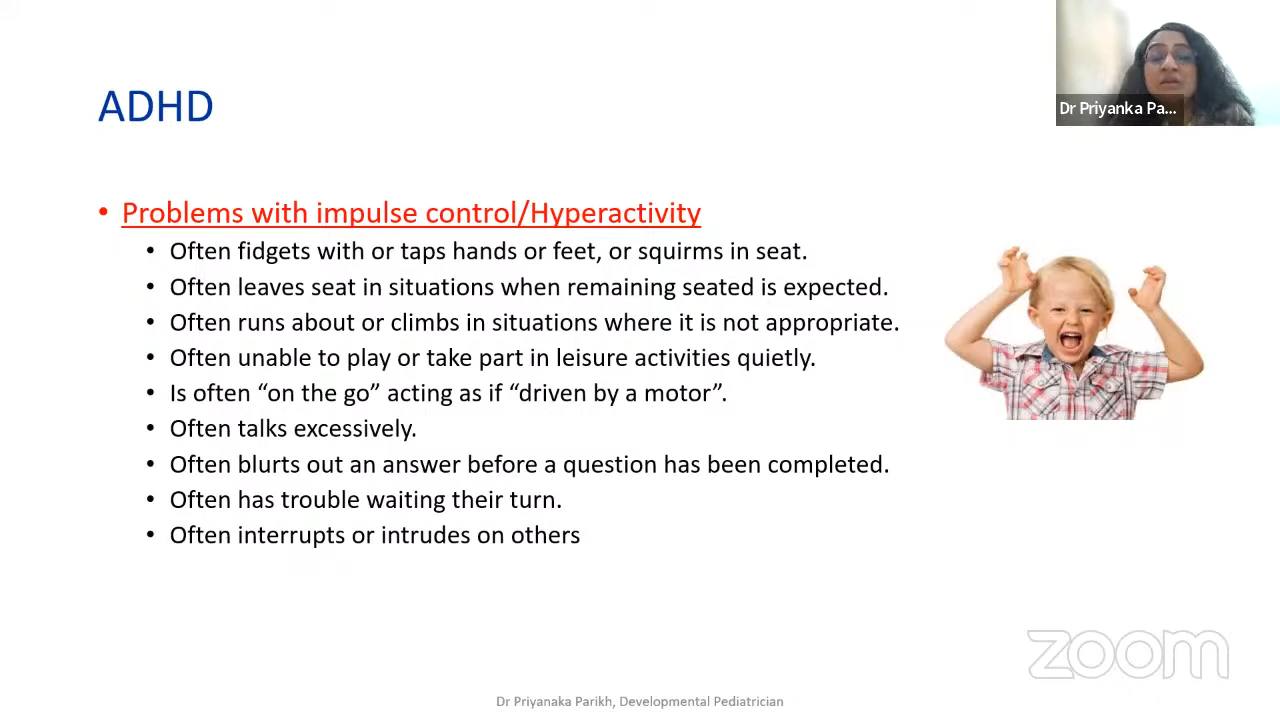 Dr Priyanka Pa...
ADHD
• Problems with impulse control/Hyperactivity
• Often fidgets with or taps hands or feet, or squirms in seat.
• Often leaves seat in situations when remaining seated is expected.
• Often runs about or climbs in situations where it is not appropriate.
• Often unable to play or take part in leisure activities quietly.
• Is often “on the go” acting as if “driven by a motor”.
• Often talks excessively.
• Often blurts out an answer before a question has been completed.
• Often has trouble waiting their turn.
• Often interrupts or intrudes on others
zoom
Dr Priyanaka Parikh, Developmental Pediatrician